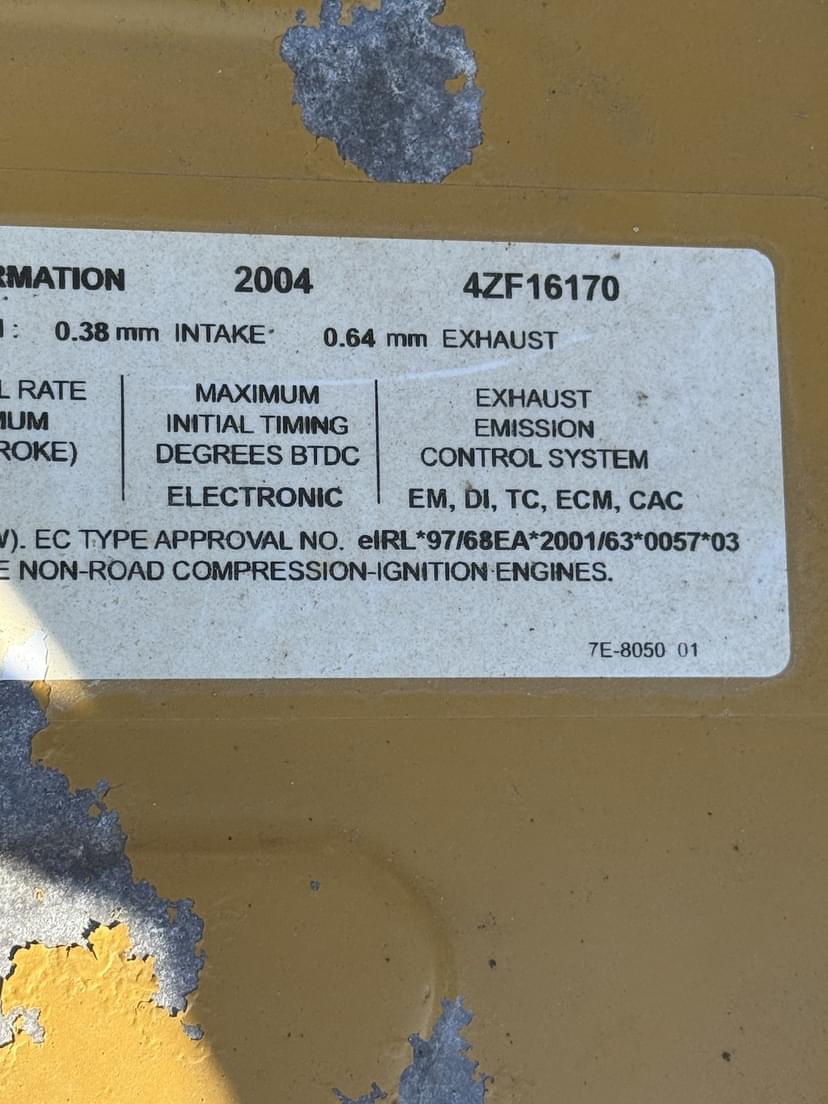 RMATION 2004 4ZF16170
: 0.38 mm INTAKE 0.64 mm EXHAUST
L RATE MAXIMUM EXHAUST
MUM INITIAL TIMING EMISSION
ROKE) DEGREES BTDC CONTROL SYSTEM
ELECTRONIC EM, DI, TC, ECM, CAC
W). EC TYPE APPROVAL NO. eIRL*97/68EA*2001/63*0057*03
E NON-ROAD COMPRESSION-IGNITION ENGINES.
7E-8050 01